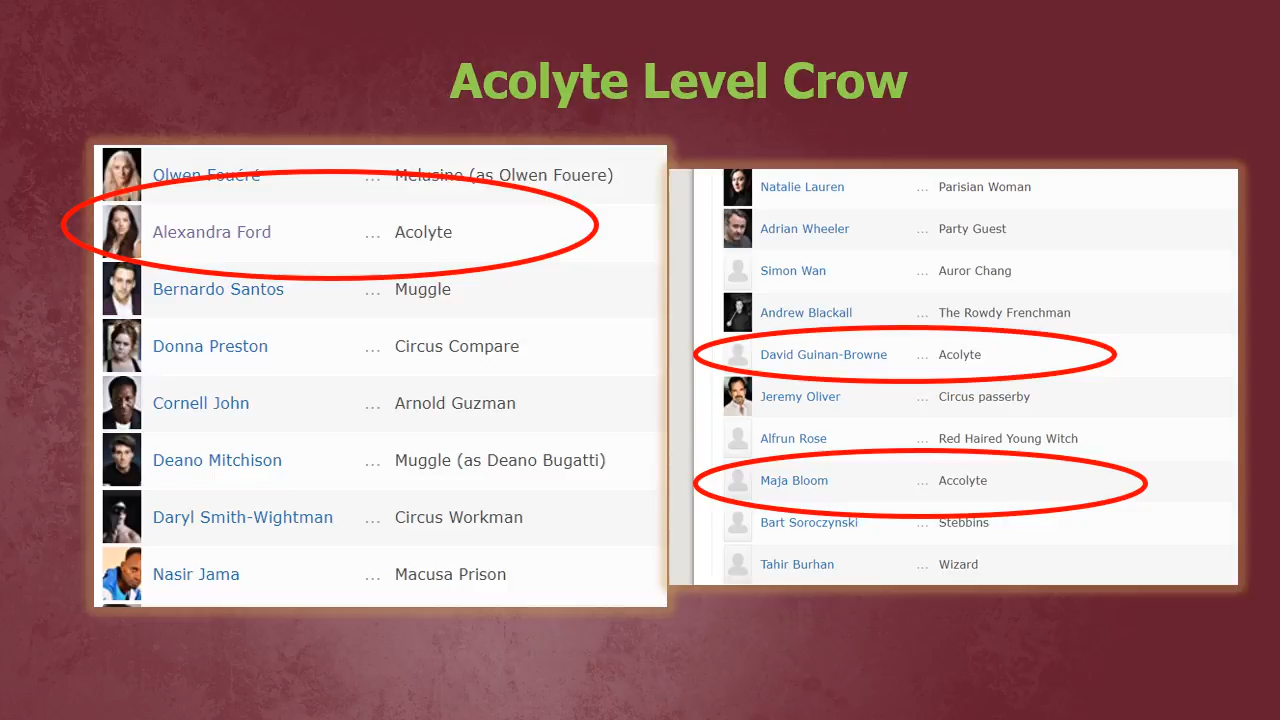 Acolyte Level Crow
Olwen Fouéré ... Melusine (as Olwen Fouere)
Alexandra Ford ... Acolyte
Bernardo Santos ... Muggle
Donna Preston ... Circus Compare
Cornell John ... Arnold Guzman
Deano Mitchison ... Muggle (as Deano Bugatti)
Daryl Smith-Wightman ... Circus Workman
Nasir Jama ... Macusa Prison
Natalie Lauren ... Parisian Woman
Adrian Wheeler ... Party Guest
Simon Wan ... Auror Chang
Andrew Blackall ... The Rowdy Frenchman
David Guinan-Browne ... Acolyte
Jeremy Oliver ... Circus passerby
Alfrun Rose ... Red Haired Young Witch
Maja Bloom ... Accolyte
Bart Soroczynski ... Stebbins
Tahir Burhan ... Wizard